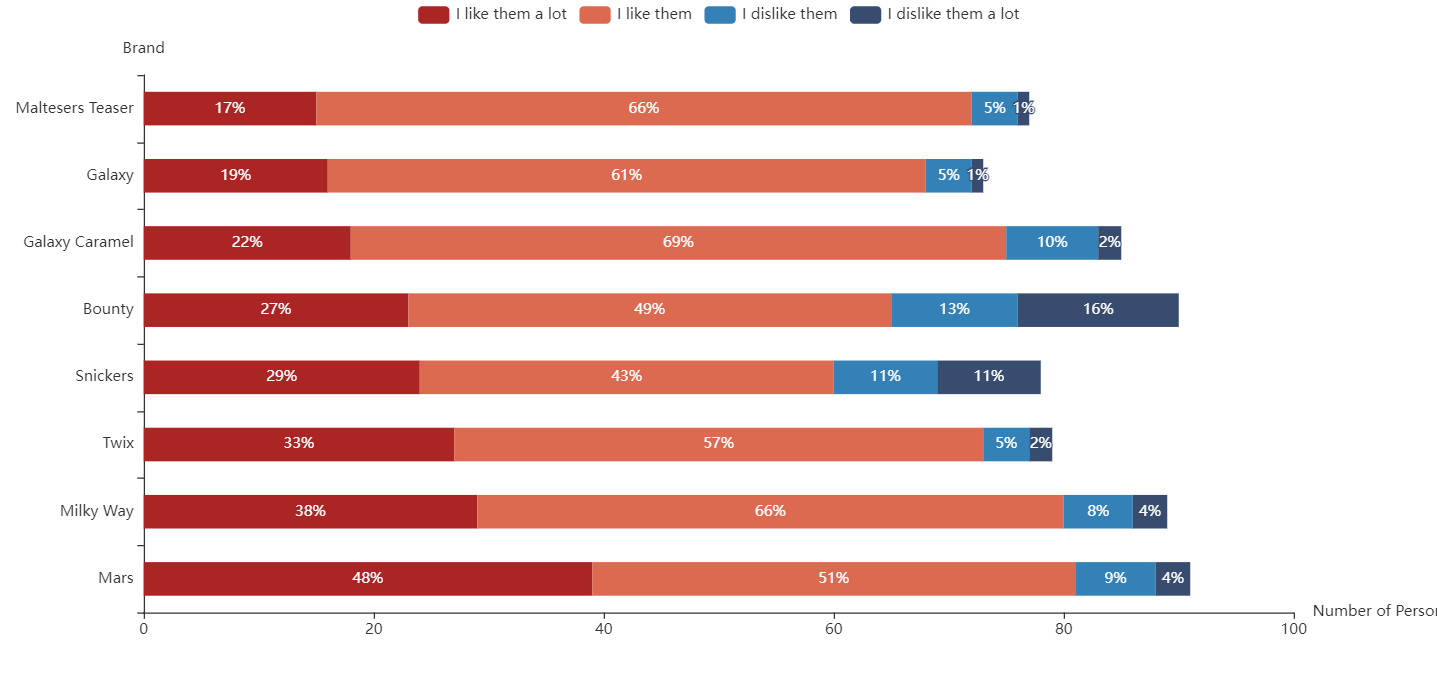 I like them a lot I like them I dislike them I dislike them a lot
Brand
Maltesers Teaser 17% 66% 5% 1%
Galaxy 19% 61% 5% 1%
Galaxy Caramel 22% 69% 10% 2%
Bounty 27% 49% 13% 16%
Snickers 29% 43% 11% 11%
Twix 33% 57% 5% 2%
Milky Way 38% 66% 8% 4%
Mars 48% 51% 9% 4%
Number of Person
0 20 40 60 80 100